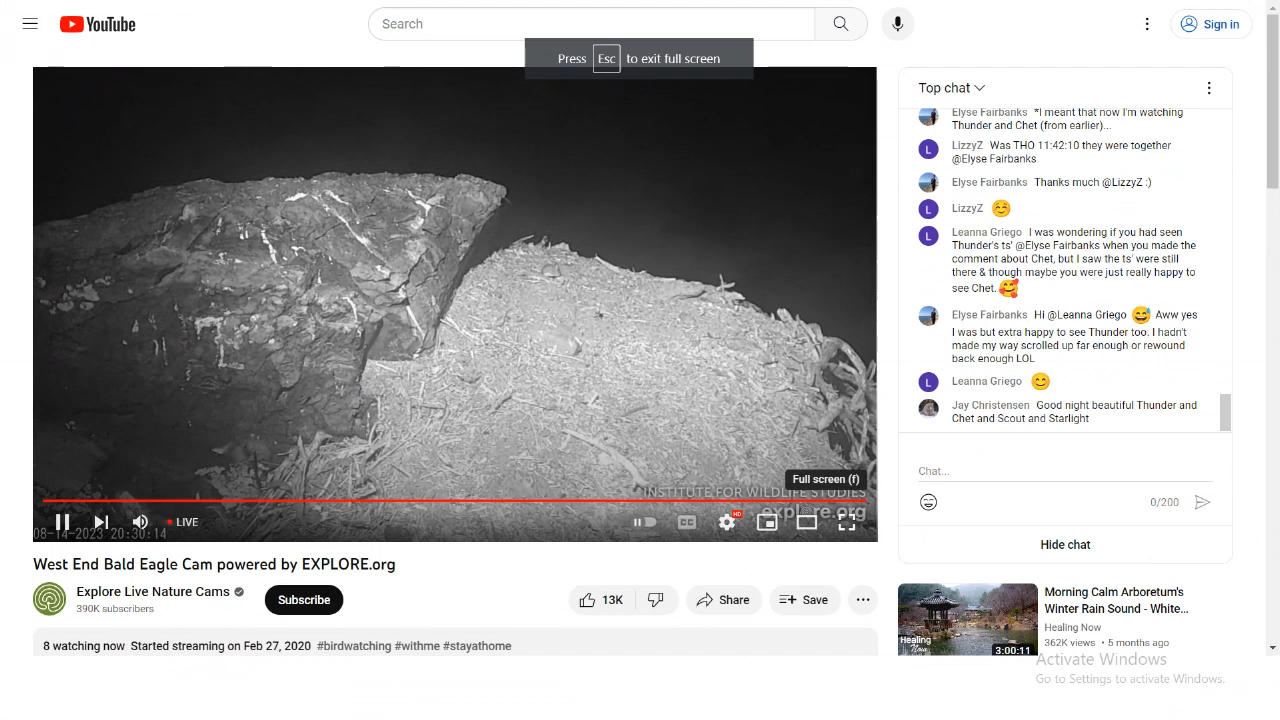 YouTube
Search
Sign in
Press Esc to exit full screen
Full screen (f)
INSTITUTE FOR WILDLIFE STUDIES
explore.org
LIVE
CC
HD
08-14-2023 20:30:14
West End Bald Eagle Cam powered by EXPLORE.org
Explore Live Nature Cams
390K subscribers
Subscribe
13K
Share
Save
8 watching now Started streaming on Feb 27, 2020 #birdwatching #withme #stayathome
Top chat
Elyse Fairbanks *I meant that now I'm watching
Thunder and Chet (from earlier)...
L
LizzyZ Was THO 11:42:10 they were together
@Elyse Fairbanks
Elyse Fairbanks Thanks much @LizzyZ :)
L
LizzyZ 😊
L
Leanna Griego I was wondering if you had seen
Thunder's ts' @Elyse Fairbanks when you made the
comment about Chet, but I saw the ts' were still
there & though maybe you were just really happy to
see Chet. 🥰
Elyse Fairbanks Hi @Leanna Griego 😅 Aww yes
I was but extra happy to see Thunder too. I hadn't
made my way scrolled up far enough or rewound
back enough LOL
L
Leanna Griego 😊
Jay Christensen Good night beautiful Thunder and
Chet and Scout and Starlight
Chat...
0/200
Hide chat
Healing
Now
3:00:11
Morning Calm Arboretum's
Winter Rain Sound - White...
Healing Now
362K views • 5 months ago
Activate Windows
Go to Settings to activate Windows.